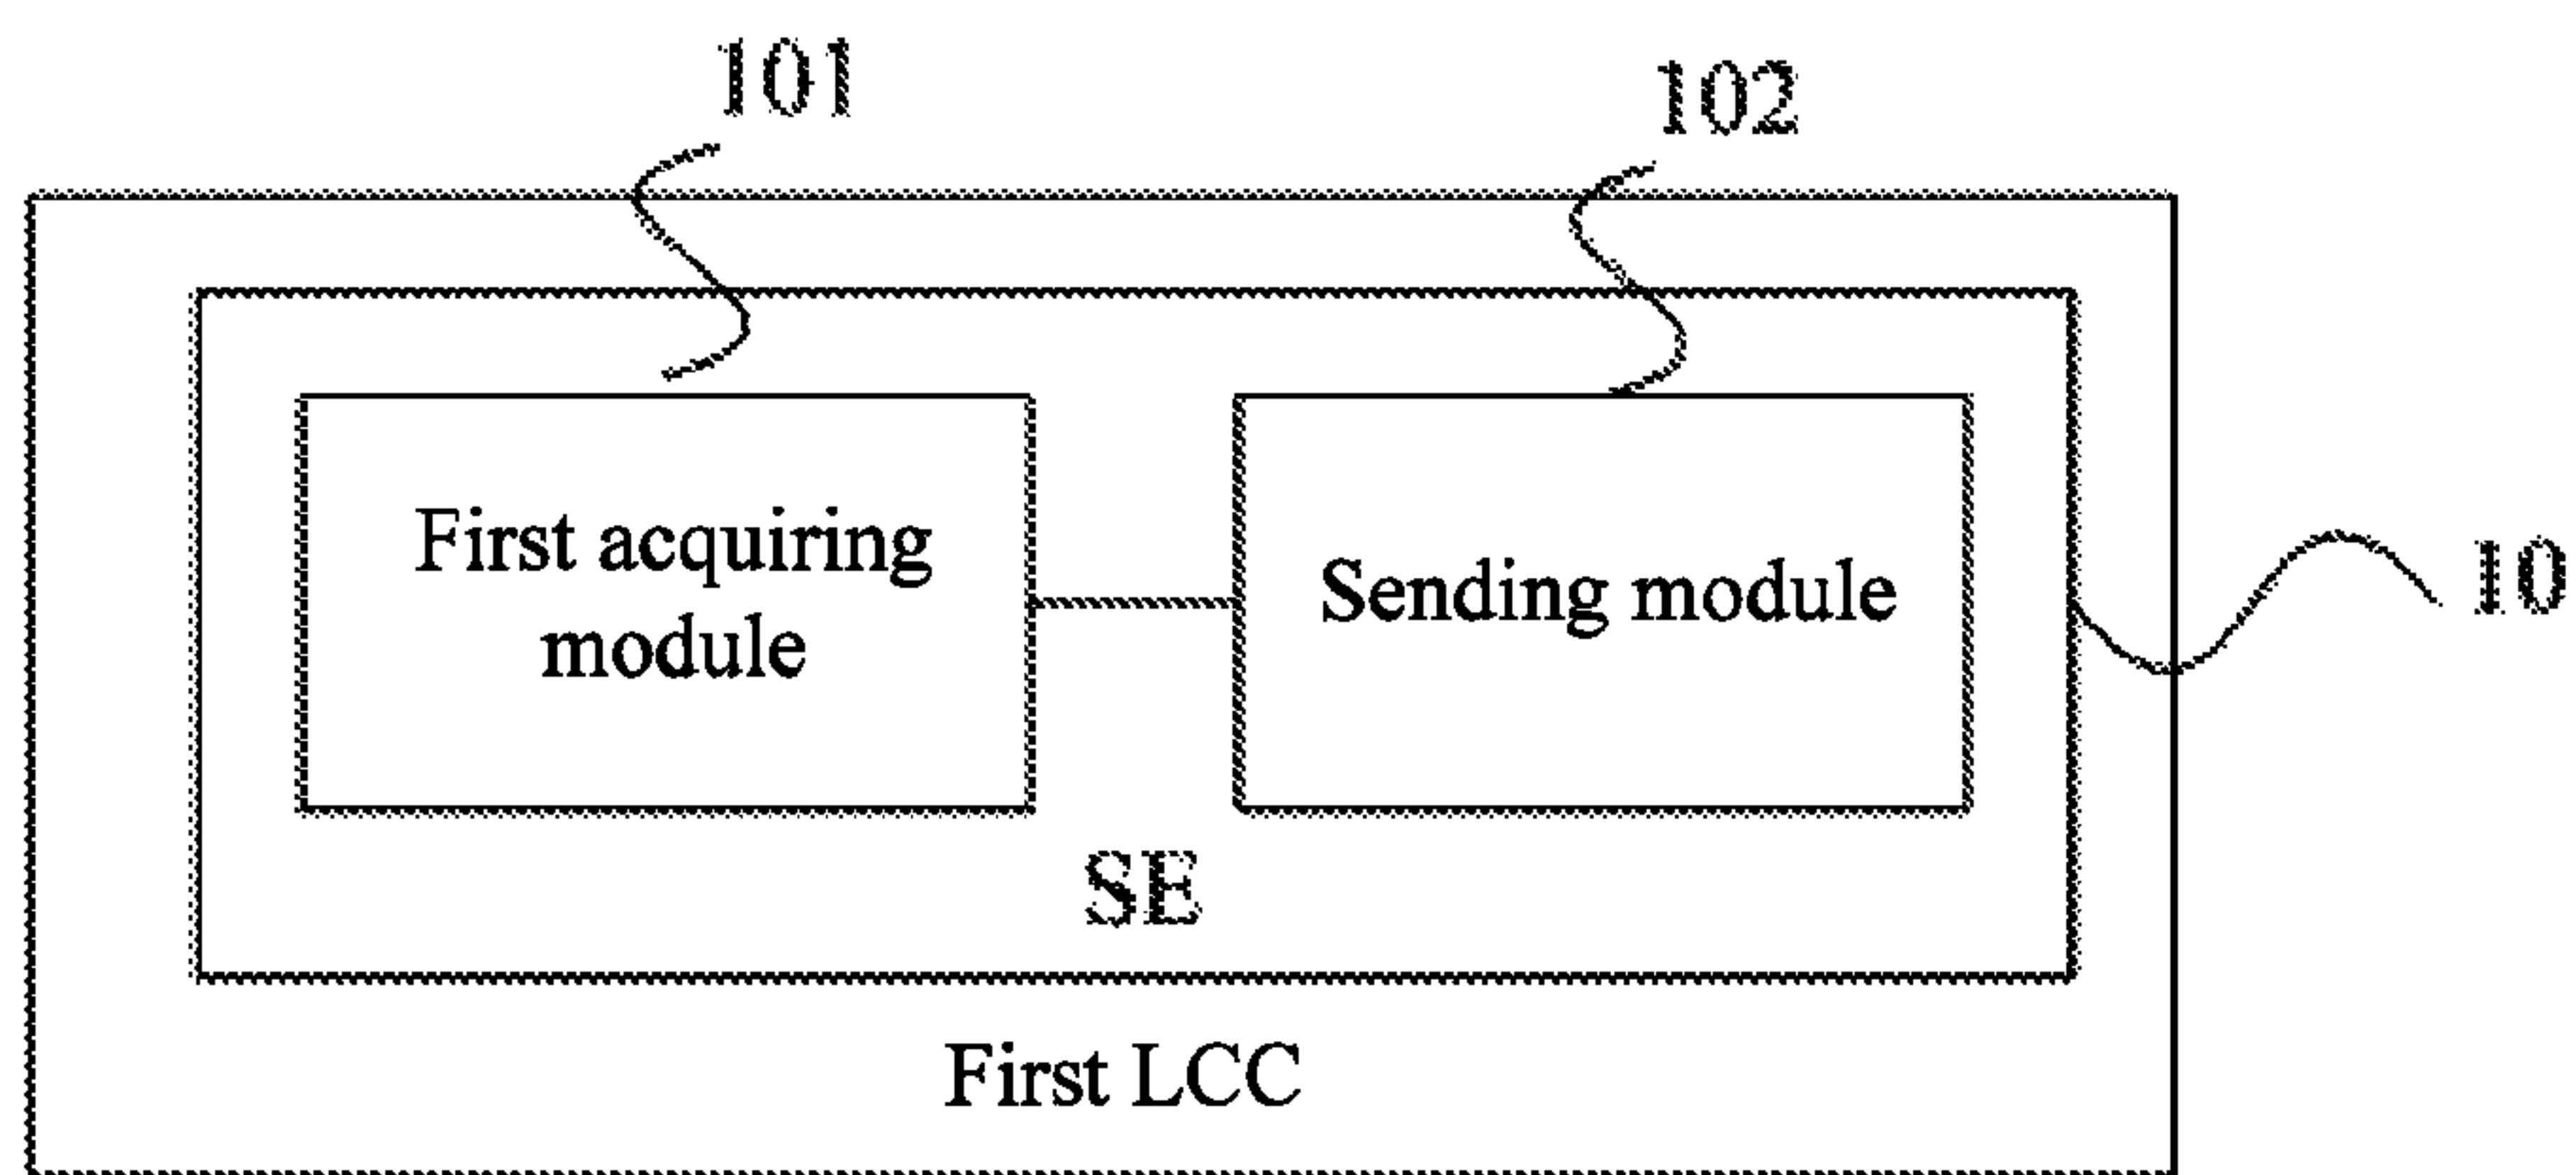 101
102
First acquiring
module
Sending module
10
SE
First LCC